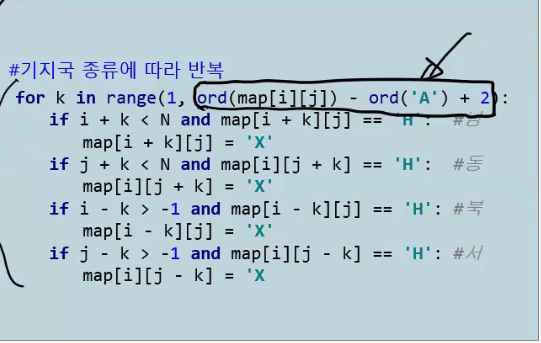 #기지국 종류에 따라 반복
for k in range(1, ord(map[i][j]) - ord('A') + 2):
if i + k < N and map[i + k][j] == 'H': #남
map[i + k][j] = 'X'
if j + k < N and map[i][j + k] == 'H': #동
map[i][j + k] = 'X'
if i - k > -1 and map[i - k][j] == 'H': #북
map[i - k][j] = 'X'
if j - k > -1 and map[i][j - k] == 'H': #서
map[i][j - k] = 'X